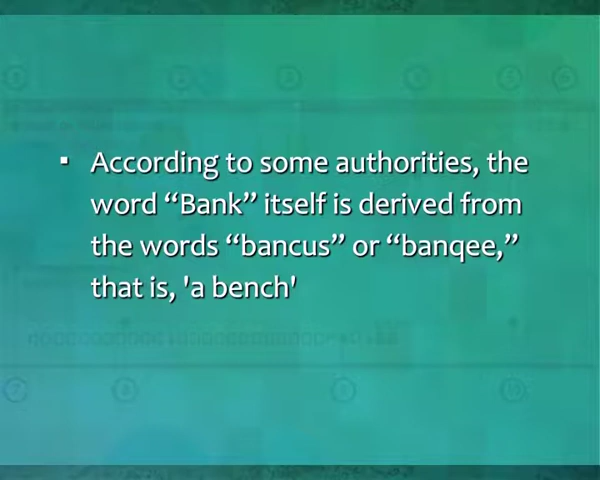 ▪ According to some authorities, the
word “Bank” itself is derived from
the words “bancus” or “banqee,”
that is, 'a bench'